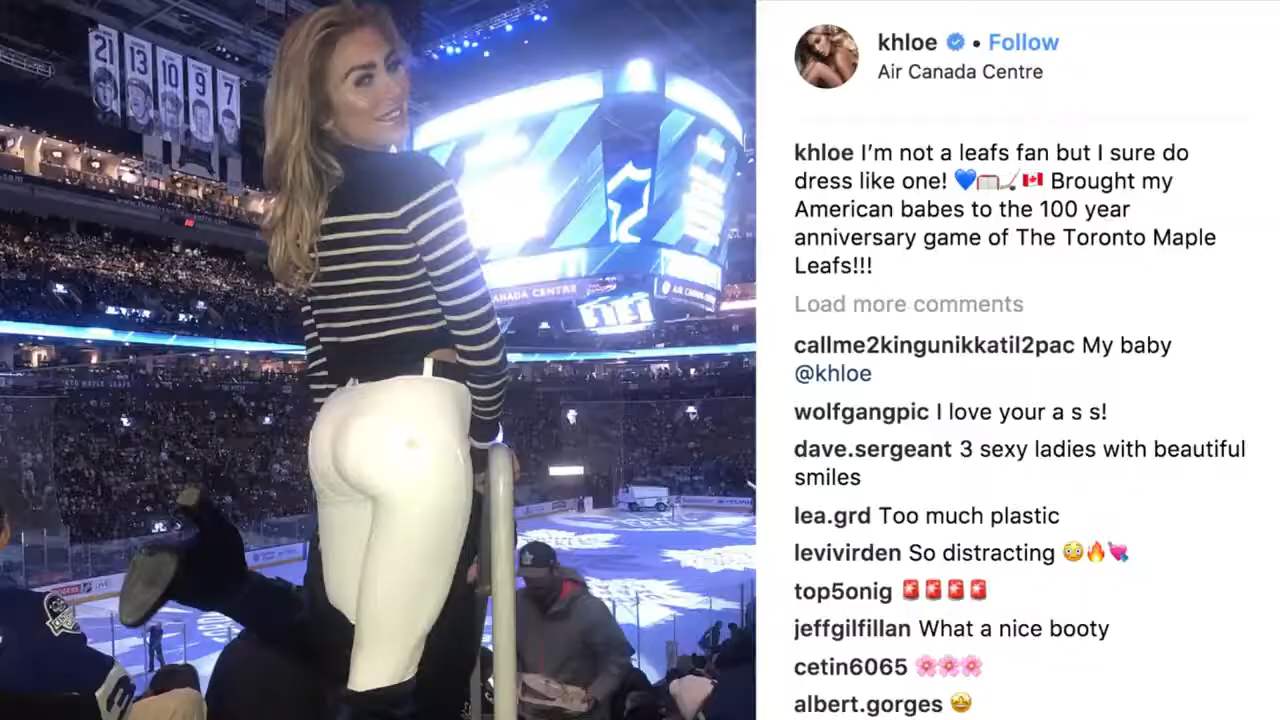 21
13
10
9
7
ANADA CENTRE
khloe • Follow
Air Canada Centre
khloe I’m not a leafs fan but I sure do
dress like one! 💙🥅🏒🇨🇦 Brought my
American babes to the 100 year
anniversary game of The Toronto Maple
Leafs!!!
Load more comments
callme2kingunikkatil2pac My baby
@khloe
wolfgangpic I love your a s s!
dave.sergeant 3 sexy ladies with beautiful
smiles
lea.grd Too much plastic
levivirden So distracting 😳🔥💘
top5onig 🚨🚨🚨🚨
jeffgilfillan What a nice booty
cetin6065 🌸🌸🌸
albert.gorges 🤩